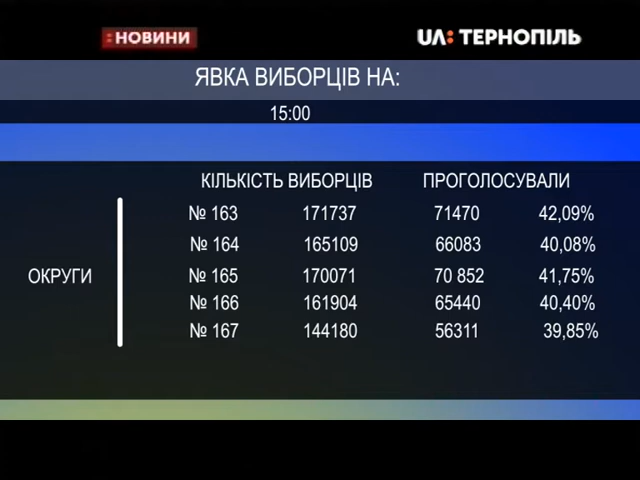 :НОВИНИ
UA: ТЕРНОПІЛЬ
ЯВКА ВИБОРЦІВ НА:
15:00
КІЛЬКІСТЬ ВИБОРЦІВ ПРОГОЛОСУВАЛИ
№ 163 171737 71470 42,09%
№ 164 165109 66083 40,08%
ОКРУГИ № 165 170071 70 852 41,75%
№ 166 161904 65440 40,40%
№ 167 144180 56311 39,85%